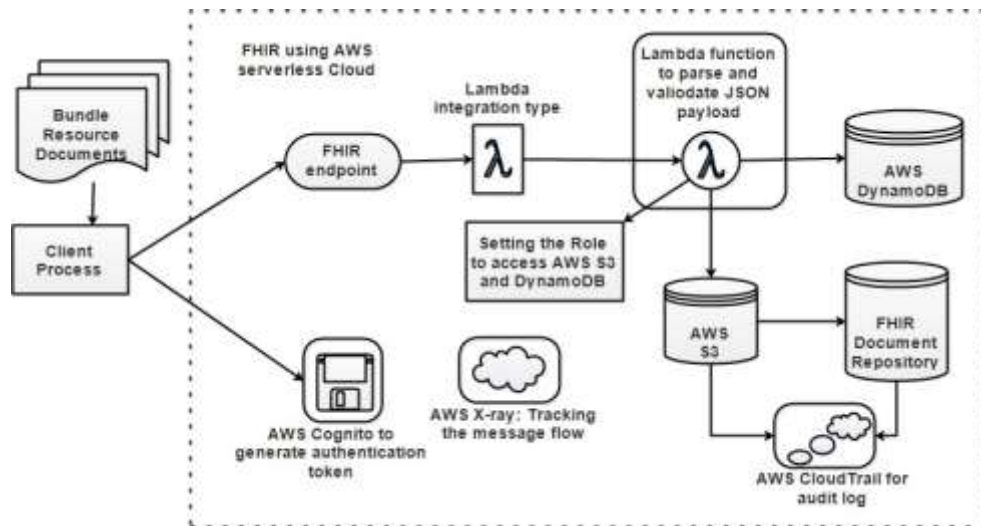 FHIR using AWS
serverless Cloud
Bundle
Resource
Documents
Client
Process
FHIR
endpoint
Lambda
integration type
λ
Lambda function
to parse and
valiodate JSON
payload
λ
AWS
DynamoDB
Setting the Role
to access AWS S3
and DynamoDB
AWS
S3
FHIR
Document
Repository
AWS Cognito to
generate authentication
token
AWS X-ray: Tracking
the message flow
AWS CloudTrail for
audit log